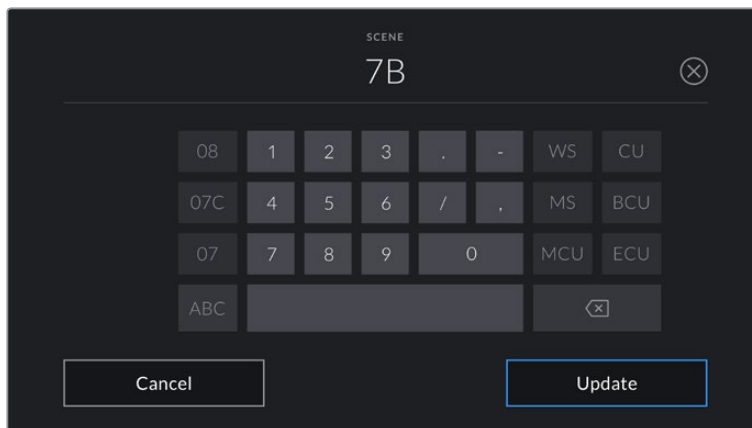 SCENE
7B
08 1 2 3 . - WS CU
07C 4 5 6 / , MS BCU
07 7 8 9 0 MCU ECU
ABC
Cancel Update